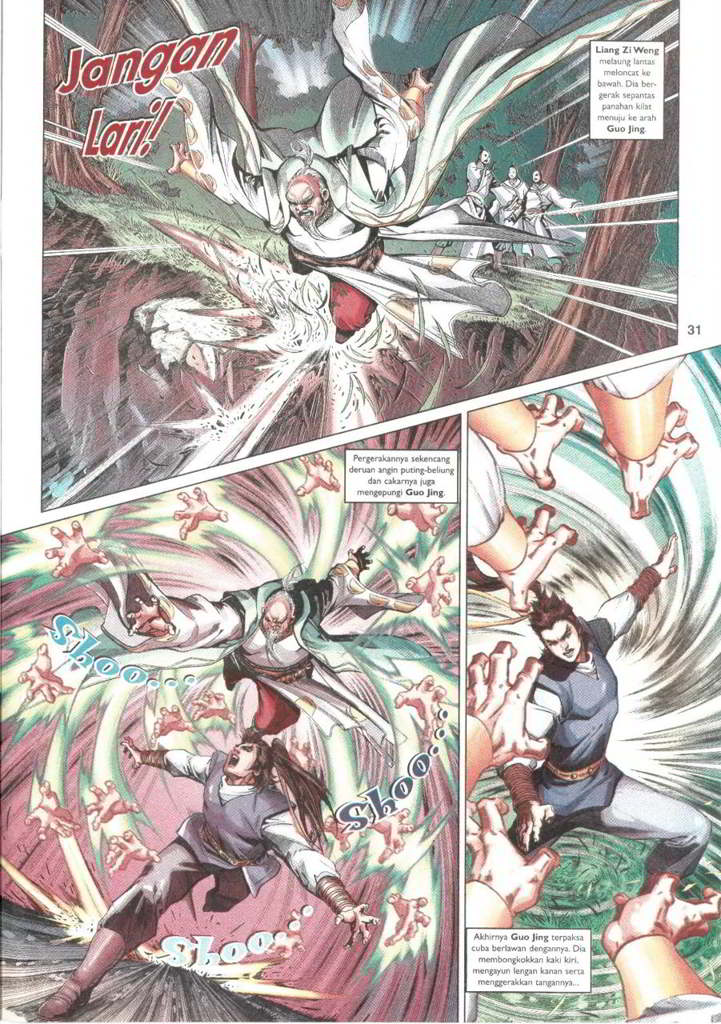 Jangan
Lari!
Liang Zi Weng
melaung lantas
meloncat ke
bawah. Dia ber-
gerak sepantas
panahan kilat
menuju ke arah
Guo Jing.
31
Pergerakannya sekencang
deruan angin puting-beliung
dan cakarnya juga
mengepungi Guo Jing.
Shoo...
Shoo...
Shoo...
Akhirnya Guo Jing terpaksa
cuba berlawan dengannya. Dia
membongkokkan kaki kiri,
mengayun lengan kanan serta
menggerakkan tangannya...